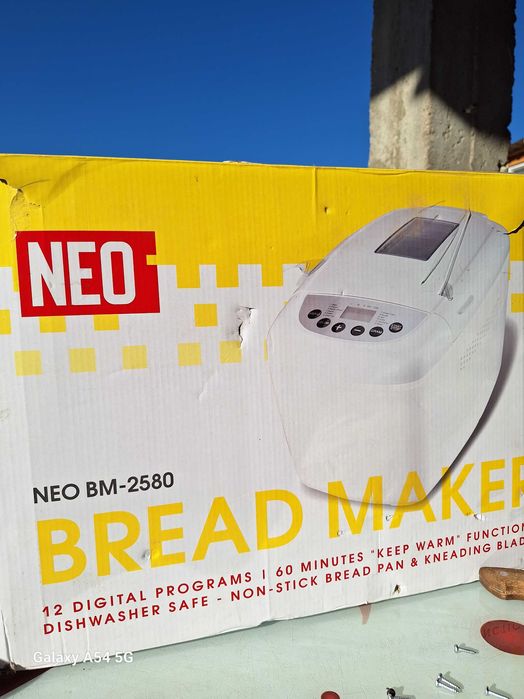 NEO
NEO BM-2580
BREAD MAKER
12 DIGITAL PROGRAMS | 60 MINUTES "KEEP WARM" FUNCTION
DISHWASHER SAFE - NON-STICK BREAD PAN & KNEADING BLAD
Galaxy A54 5G